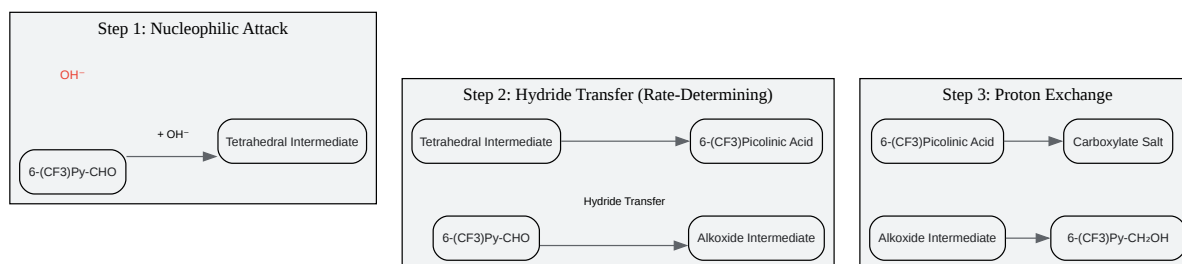 Step 1: Nucleophilic Attack
OH⁻
+ OH⁻
Tetrahedral Intermediate
6-(CF3)Py-CHO
Step 2: Hydride Transfer (Rate-Determining)
Tetrahedral Intermediate
6-(CF3)Picolinic Acid
Hydride Transfer
6-(CF3)Py-CHO
Alkoxide Intermediate
Step 3: Proton Exchange
6-(CF3)Picolinic Acid
Carboxylate Salt
Alkoxide Intermediate
6-(CF3)Py-CH₂OH